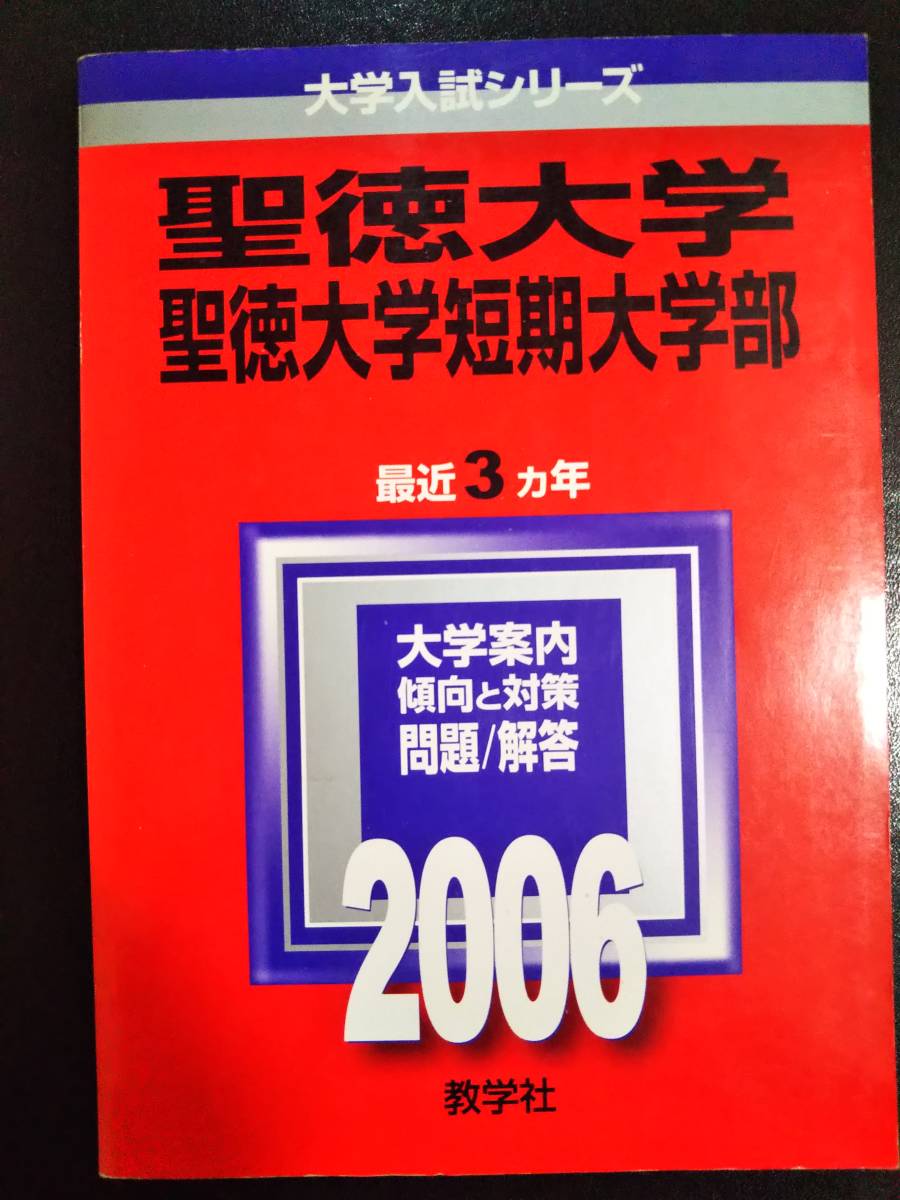 大学入試シリーズ
聖徳大学
聖徳大学短期大学部
最近3ヵ年
大学案内
傾向と対策
問題/解答
2006
教学社